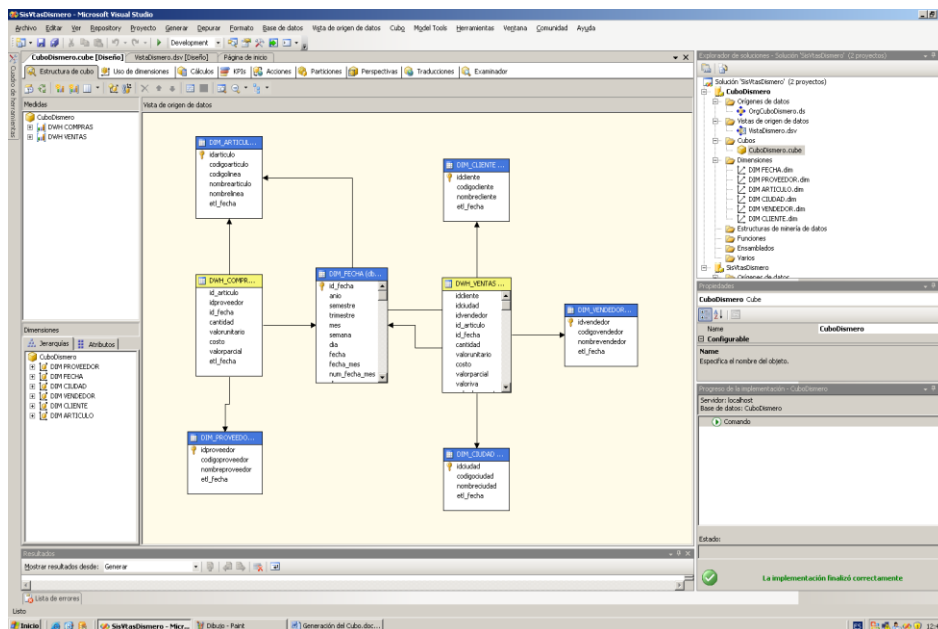 SisVtasDismero - Microsoft Visual Studio
Archivo Editar Ver Repository Proyecto Generar Depurar Formato Base de datos Vista de origen de datos Cubo Model Tools Herramientas Ventana Comunidad Ayuda
Development
CuboDismero.cube [Diseño] VistaDismero.dsv [Diseño] Página de inicio
Estructura de cubo Uso de dimensiones Cálculos KPIs Acciones Particiones Perspectivas Traducciones Examinador
Cuadro de herramientas
Medidas
CuboDismero
DWH COMPRAS
DWH VENTAS
Dimensiones
Jerarquías Atributos
CuboDismero
DIM PROVEEDOR
DIM FECHA
DIM CIUDAD
DIM VENDEDOR
DIM CLIENTE
DIM ARTICULO
Vista de origen de datos
DIM_ARTICUL...
idarticulo
codigoarticulo
codigolinea
nombrearticulo
nombrelinea
etl_fecha
DIM_CLIENTE ...
idcliente
codigocliente
nombrecliente
etl_fecha
DWH_COMPR...
id_articulo
idproveedor
id_fecha
cantidad
valorunitario
costo
valorparcial
etl_fecha
DIM_FECHA (db...
id_fecha
anio
semestre
trimestre
mes
semana
dia
fecha
fecha_mes
num_fecha_mes
DWH_VENTAS ...
idcliente
idciudad
idvendedor
id_articulo
id_fecha
cantidad
valorunitario
costo
valorparcial
valoriva
DIM_VENDEDOR...
idvendedor
codigovendedor
nombrevendedor
etl_fecha
DIM_PROVEEDO...
idproveedor
codigoproveedor
nombreproveedor
etl_fecha
DIM_CIUDAD ...
idciudad
codigociudad
nombreciudad
etl_fecha
Explorador de soluciones - Solución 'SisVtasDismero' (2 proyectos)
Solución 'SisVtasDismero' (2 proyectos)
CuboDismero
Orígenes de datos
OrgCuboDismero.ds
Vistas de origen de datos
VistaDismero.dsv
Cubos
CuboDismero.cube
Dimensiones
DIM FECHA.dim
DIM PROVEEDOR.dim
DIM ARTICULO.dim
DIM CIUDAD.dim
DIM VENDEDOR.dim
DIM CLIENTE.dim
Estructuras de minería de datos
Funciones
Ensamblados
Varios
SisVtasDismero
Orígenes de datos
Propiedades
CuboDismero Cube
Name CuboDismero
Configurable
Name
Especifica el nombre del objeto.
Progreso de la implementación - CuboDismero
Servidor: localhost
Base de datos: CuboDismero
Comando
Estado:
La implementación finalizó correctamente
Resultados
Mostrar resultados desde: Generar
Lista de errores
Listo
Inicio SisVtasDismero - Micr... Dibujo - Paint Generación del Cubo.doc...